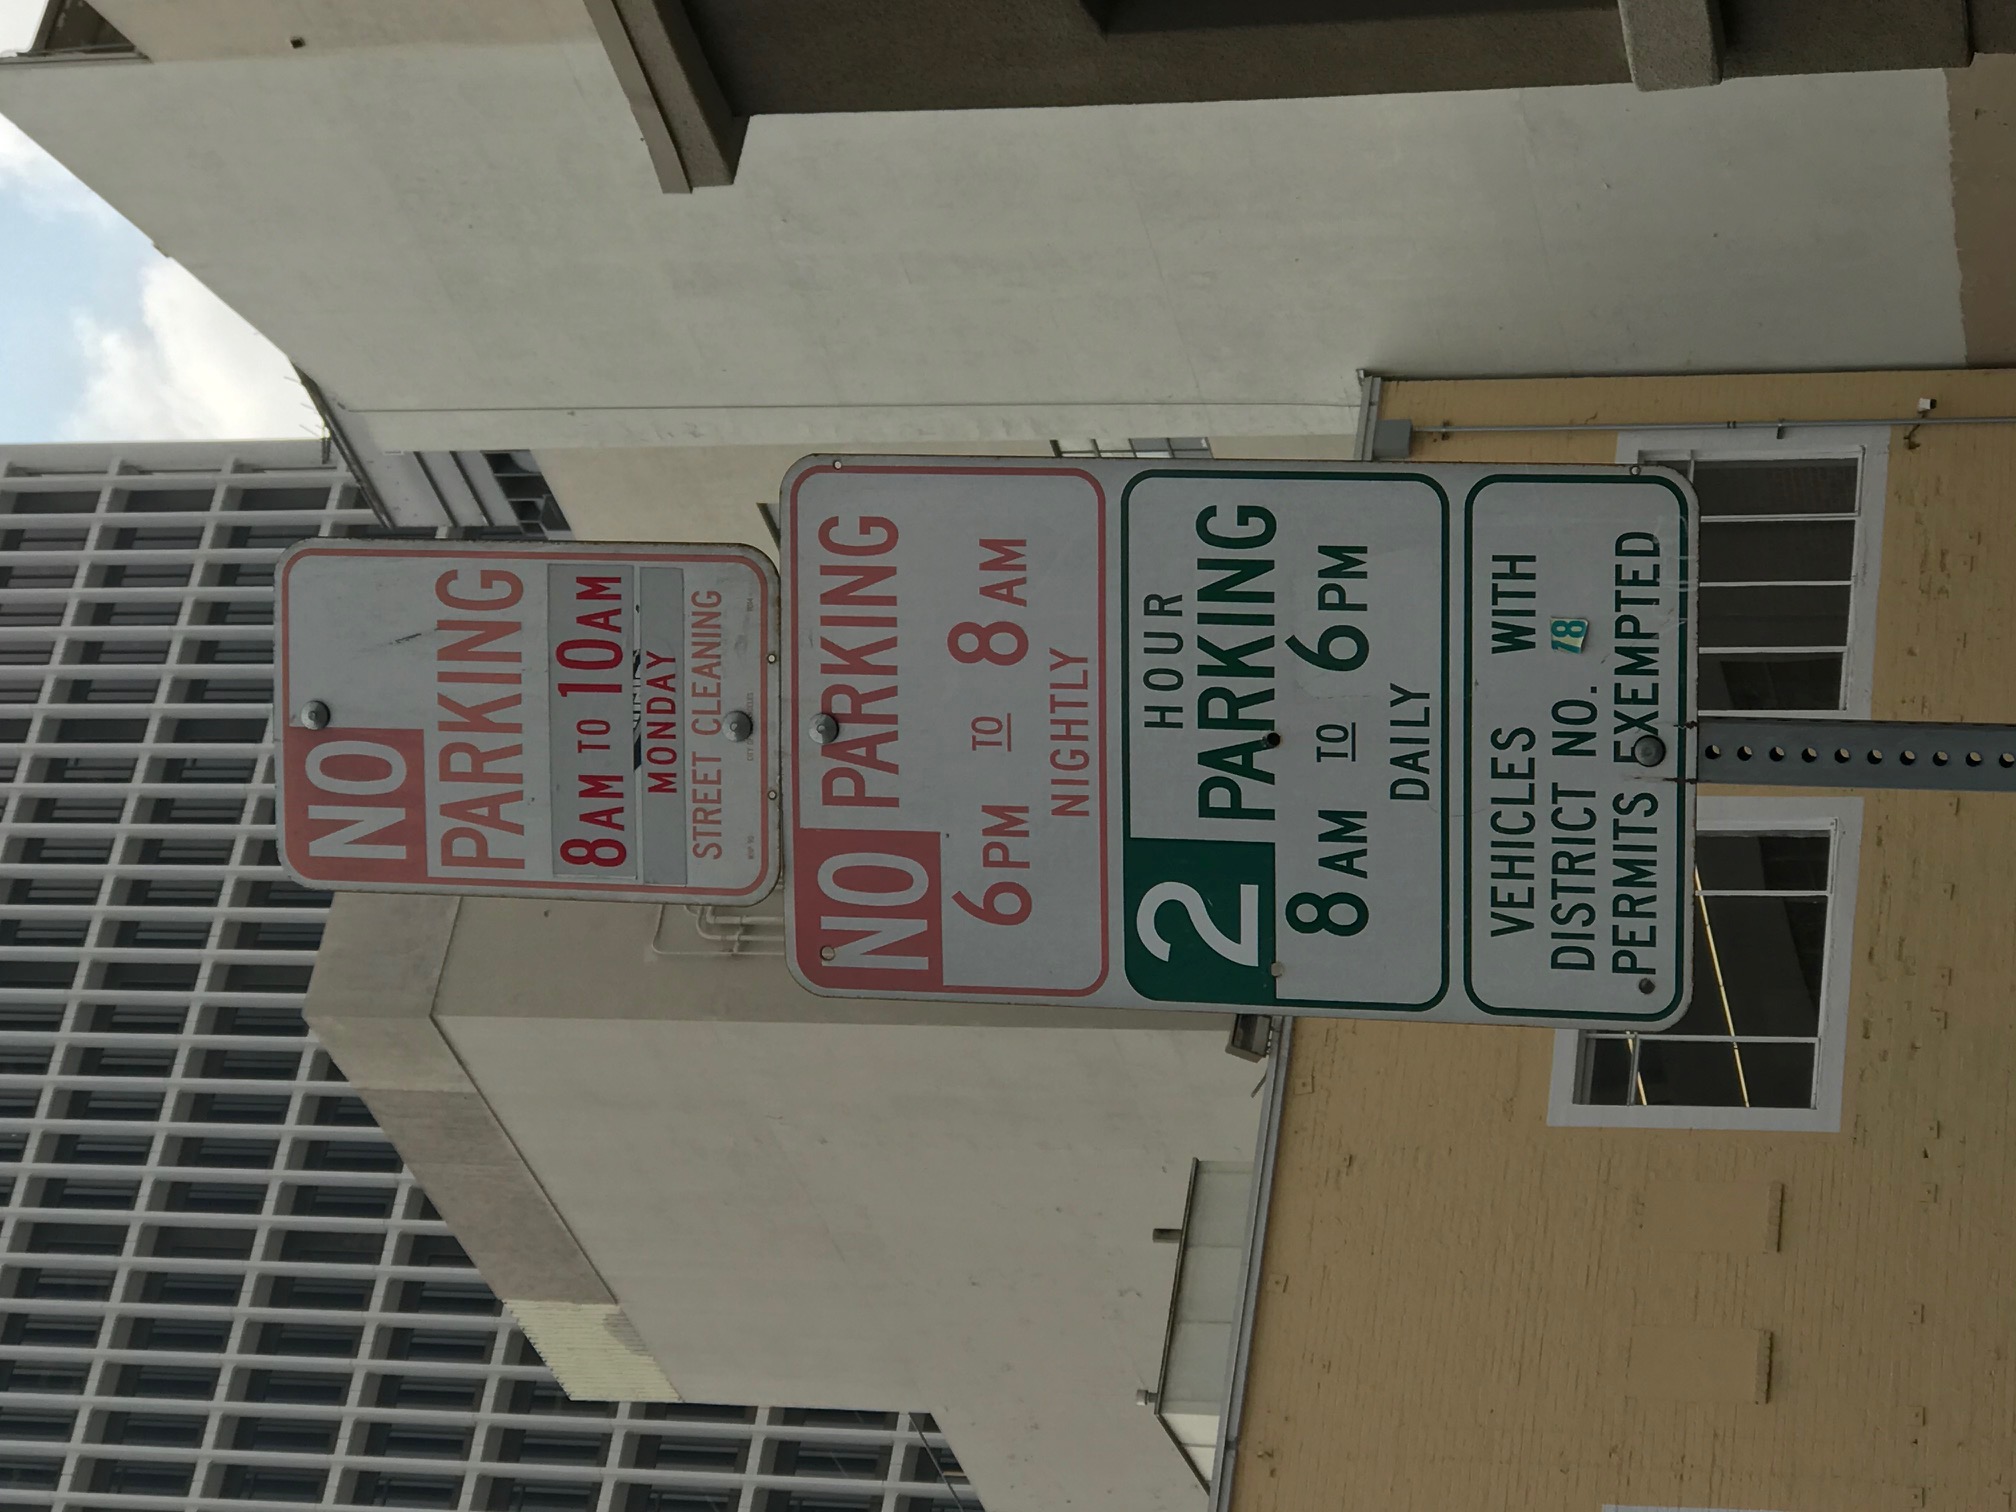 NO
PARKING
8AM TO 10AM
MONDAY
STREET CLEANING
NO PARKING
6PM TO 8AM
NIGHTLY
2 HOUR
PARKING
8AM TO 6PM
DAILY
VEHICLES WITH
DISTRICT NO. 78
PERMITS EXEMPTED